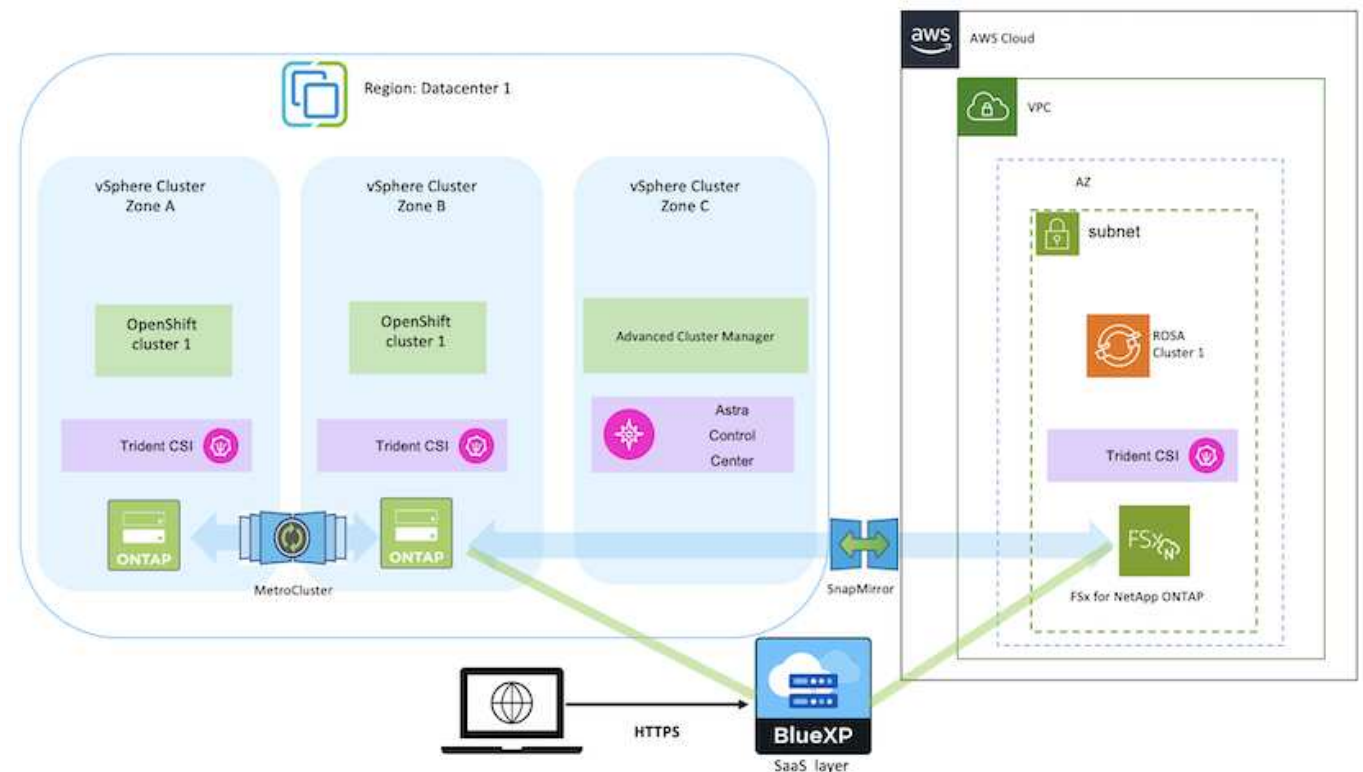 aws
AWS Cloud
Region: Datacenter 1
VPC
AZ
vSphere Cluster
Zone A
vSphere Cluster
Zone B
vSphere Cluster
Zone C
subnet
OpenShift
cluster 1
OpenShift
cluster 1
Advanced Cluster Manager
ROSA
Cluster 1
Trident CSI
Trident CSI
Astra
Control
Center
Trident CSI
ONTAP
MetroCluster
ONTAP
SnapMirror
FSx
N
FSx for NetApp ONTAP
HTTPS
BlueXP
SaaS layer